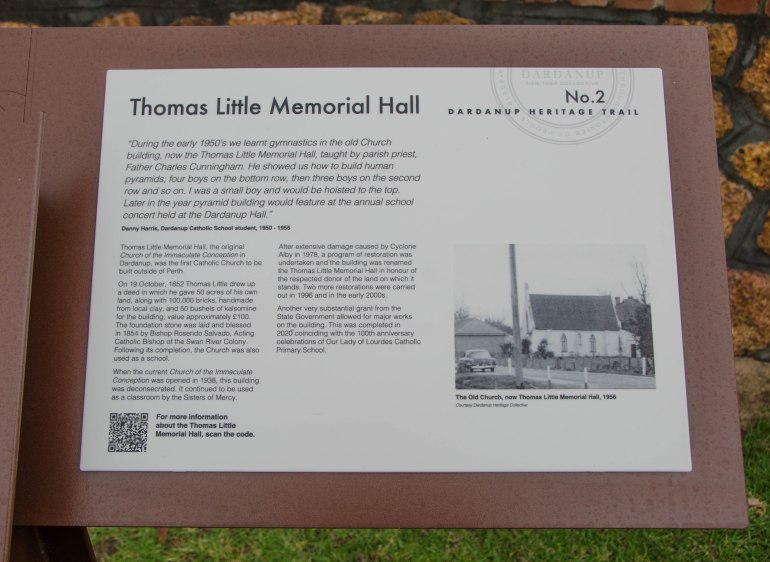 DARDANUP
No.2
DARDANUP HERITAGE TRAIL
Thomas Little Memorial Hall
"During the early 1950's we learnt gymnastics in the old Church
building, now the Thomas Little Memorial Hall, taught by parish priest,
Father Charles Cunningham. He showed us how to build human
pyramids; four boys on the bottom row, then three boys on the second
row and so on. I was a small boy and would be hoisted to the top.
Later in the year pyramid building would feature at the annual school
concert held at the Dardanup Hall."
Danny Harris, Dardanup Catholic School student, 1950 - 1955
Thomas Little Memorial Hall, the original
Church of the Immaculate Conception in
Dardanup, was the first Catholic Church to be
built outside of Perth.
On 19 October, 1852 Thomas Little drew up
a deed in which he gave 50 acres of his own
land, along with 100,000 bricks, handmade
from local clay, and 50 bushels of kalsomine
for the building; value approximately £100.
The foundation stone was laid and blessed
in 1854 by Bishop Rosendo Salvado, Acting
Catholic Bishop of the Swan River Colony.
Following its completion, the Church was also
used as a school.
When the current Church of the Immaculate
Conception was opened in 1938, this building
was deconsecrated. It continued to be used
as a classroom by the Sisters of Mercy.
For more information
about the Thomas Little
Memorial Hall, scan the code.
After extensive damage caused by Cyclone
Alby in 1978, a program of restoration was
undertaken and the building was renamed
the Thomas Little Memorial Hall in honour of
the respected donor of the land on which it
stands. Two more restorations were carried
out in 1996 and in the early 2000s.
Another very substantial grant from the
State Government allowed for major works
on the building. This was completed in
2020 coinciding with the 100th anniversary
celebrations of Our Lady of Lourdes Catholic
Primary School.
The Old Church, now Thomas Little Memorial Hall, 1956
Courtesy Dardanup Heritage Collective